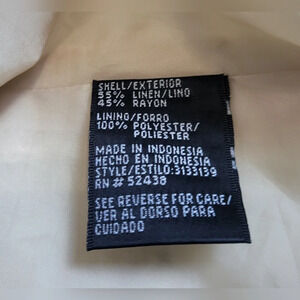 SHELL/EXTERIOR
55% LINEN/LINO
45% RAYON
LINING/FORRO
100% POLYESTER/
POLIESTER
MADE IN INDONESIA
HECHO EN INDONESIA
STYLE/ESTILO:3133139
RN # 52438
SEE REVERSE FOR CARE/
VER AL DORSO PARA
CUIDADO